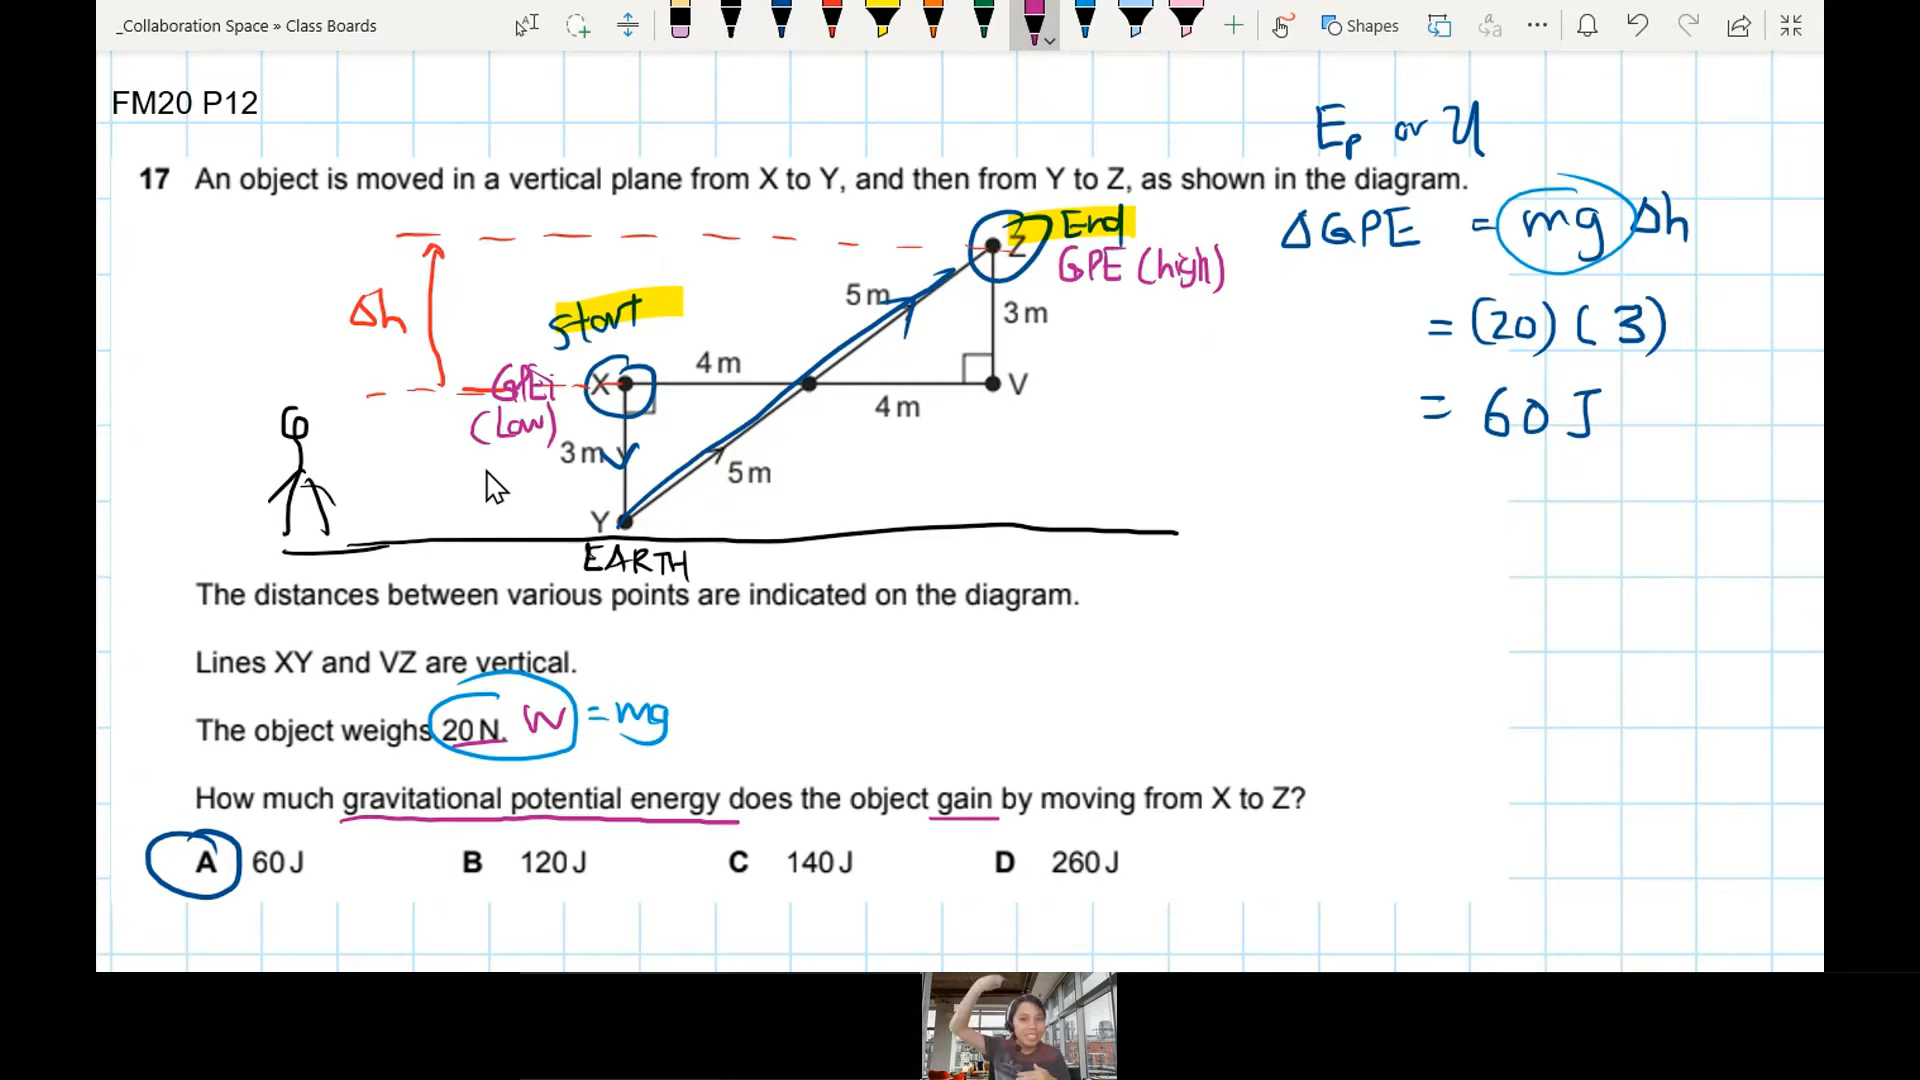 _Collaboration Space » Class Boards
Shapes
FM20 P12
Ep or U
17 An object is moved in a vertical plane from X to Y, and then from Y to Z, as shown in the diagram.
ΔGPE = mg Δh
= (20) (3)
= 60 J
End
Z
GPE (high)
Δh
Start
5 m
3 m
4 m
GPEi
(low)
X
V
4 m
3 m
5 m
Y
EARTH
The distances between various points are indicated on the diagram.
Lines XY and VZ are vertical.
The object weighs 20 N. W = mg
How much gravitational potential energy does the object gain by moving from X to Z?
A 60 J B 120 J C 140 J D 260 J